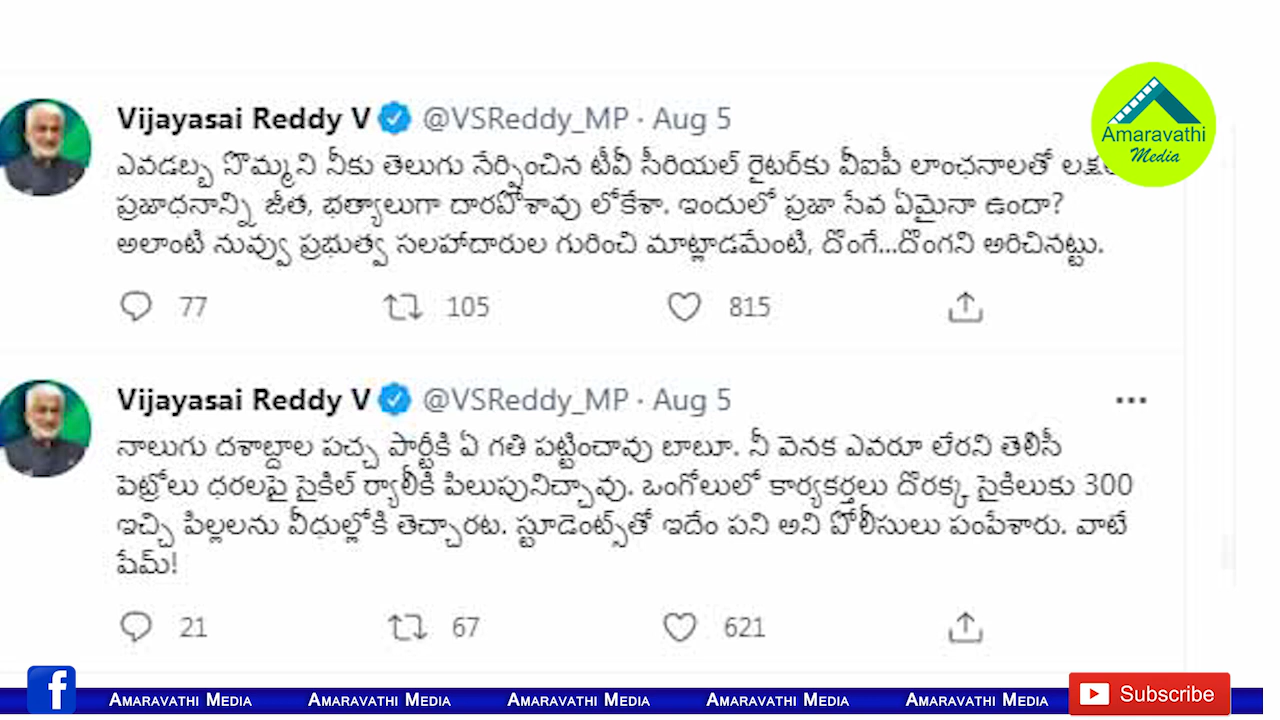 Vijayasai Reddy V @VSReddy_MP · Aug 5
ఎవడబ్బ సొమ్మని నీకు తెలుగు నేర్పించిన టీవీ సీరియల్ రైటర్‌కు వీఐపీ లాంఛనాలతో
ప్రజాధనాన్ని జీత, భత్యాలుగా దారపోశావు లోకేశా. ఇందులో ప్రజా సేవ ఏమైనా ఉందా?
అలాంటి నువ్వు ప్రభుత్వ సలహాదారుల గురించి మాట్లాడమేంటి, దొంగే...దొంగని అరిచినట్టు.
77 105 815
Amaravathi
Media
Vijayasai Reddy V @VSReddy_MP · Aug 5
నాలుగు దశాబ్దాల పచ్చ పార్టీకి ఏ గతి పట్టించావు బాబూ. నీ వెనక ఎవరూ లేరని తెలిసీ
పెట్రోలు ధరలపై సైకిల్ ర్యాలీకి పిలుపునిచ్చావు. ఒంగోలులో కార్యకర్తలు దొరక్క సైకిలుకు 300
ఇచ్చి పిల్లలను వీధుల్లోకి తెచ్చారట. స్టూడెంట్స్‌తో ఇదేం పని అని పోలీసులు పంపేశారు. వాటే
షేమ్!
21 67 621
f Amaravathi Media Amaravathi Media Amaravathi Media Amaravathi Media Amaravathi Media Subscribe